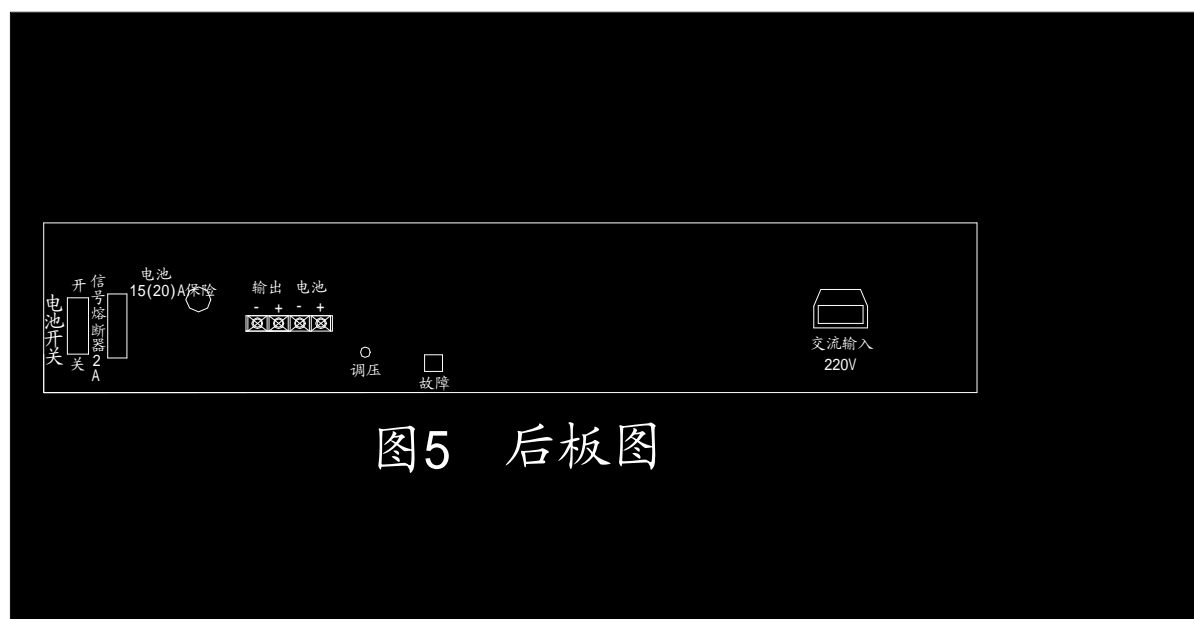 电池开关
开
关
信号熔断器2A
电池
15(20)A保险
输出 电池
- + - +
调压
故障
交流输入
220V
图5 后板图